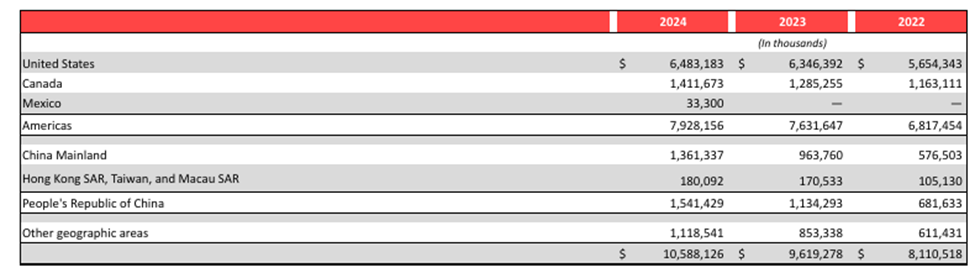 2024 2023 2022
(In thousands)
United States $ 6,483,183 $ 6,346,392 $ 5,654,343
Canada 1,411,673 1,285,255 1,163,111
Mexico 33,300 — —
Americas 7,928,156 7,631,647 6,817,454
China Mainland 1,361,337 963,760 576,503
Hong Kong SAR, Taiwan, and Macau SAR 180,092 170,533 105,130
People's Republic of China 1,541,429 1,134,293 681,633
Other geographic areas 1,118,541 853,338 611,431
$ 10,588,126 $ 9,619,278 $ 8,110,518